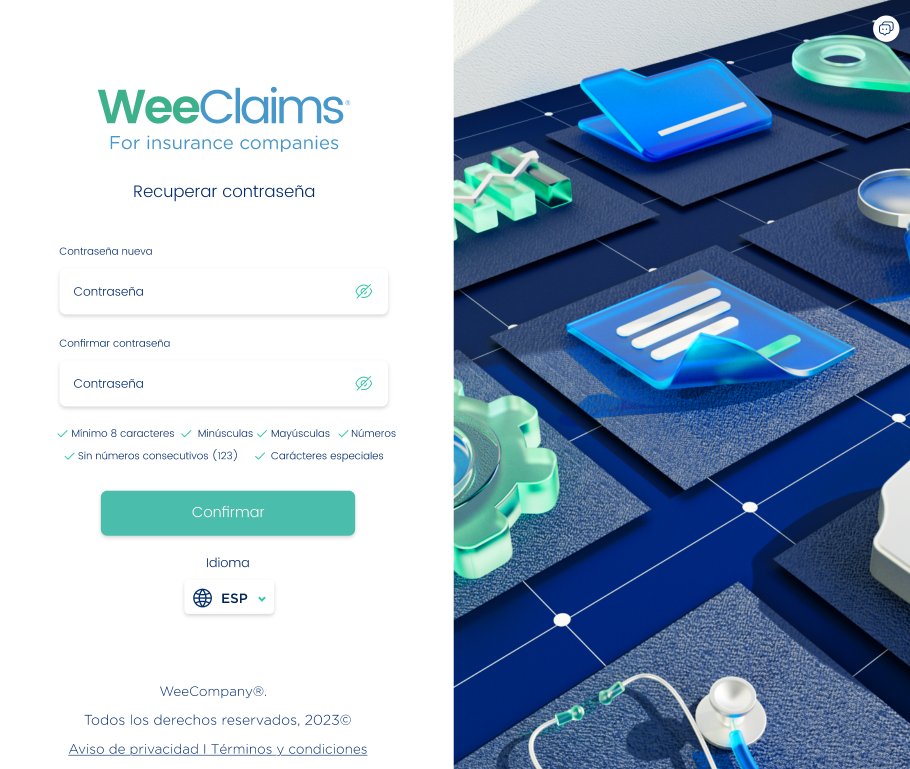 WeeClaims®
For insurance companies
Recuperar contraseña
Contraseña nueva
Contraseña
Confirmar contraseña
Contraseña
Mínimo 8 caracteres Minúsculas Mayúsculas Números
Sin números consecutivos (123) Carácteres especiales
Confirmar
Idioma
ESP
WeeCompany®.
Todos los derechos reservados, 2023©
Aviso de privacidad | Términos y condiciones